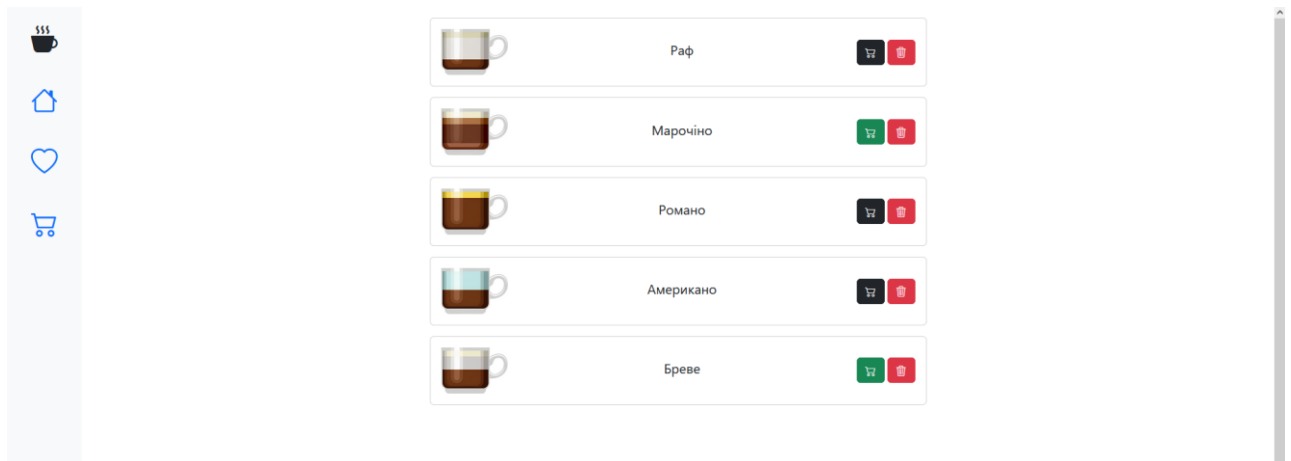 Раф
Марочіно
Романо
Американо
Бреве